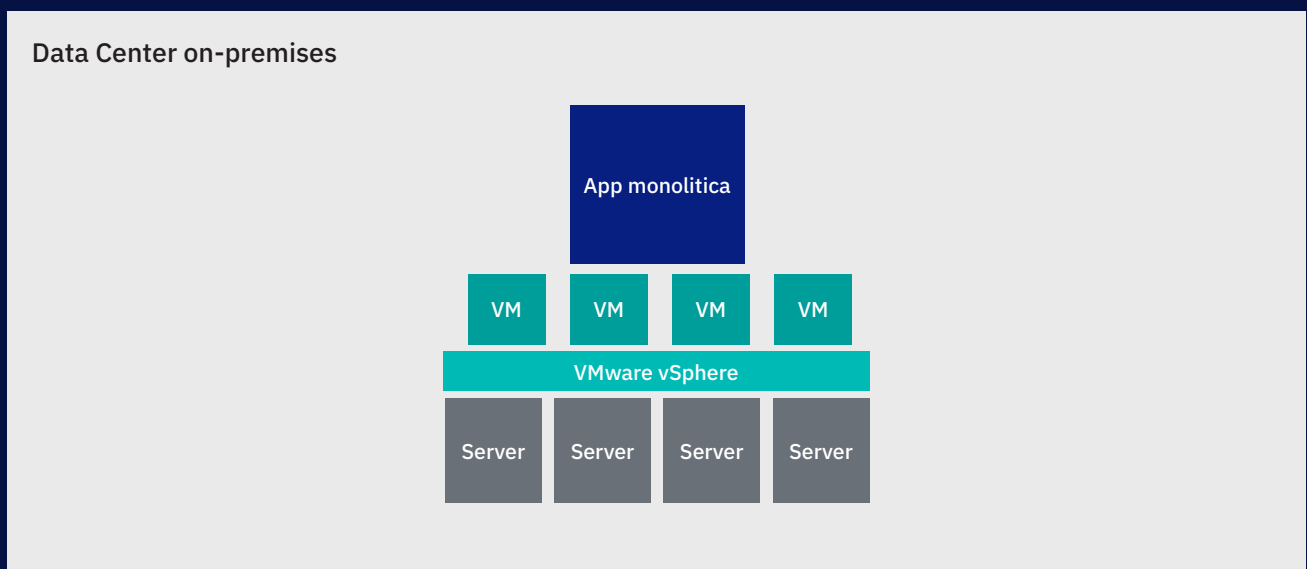 Data Center on-premises
App monolitica
VM VM VM VM
VMware vSphere
Server Server Server Server